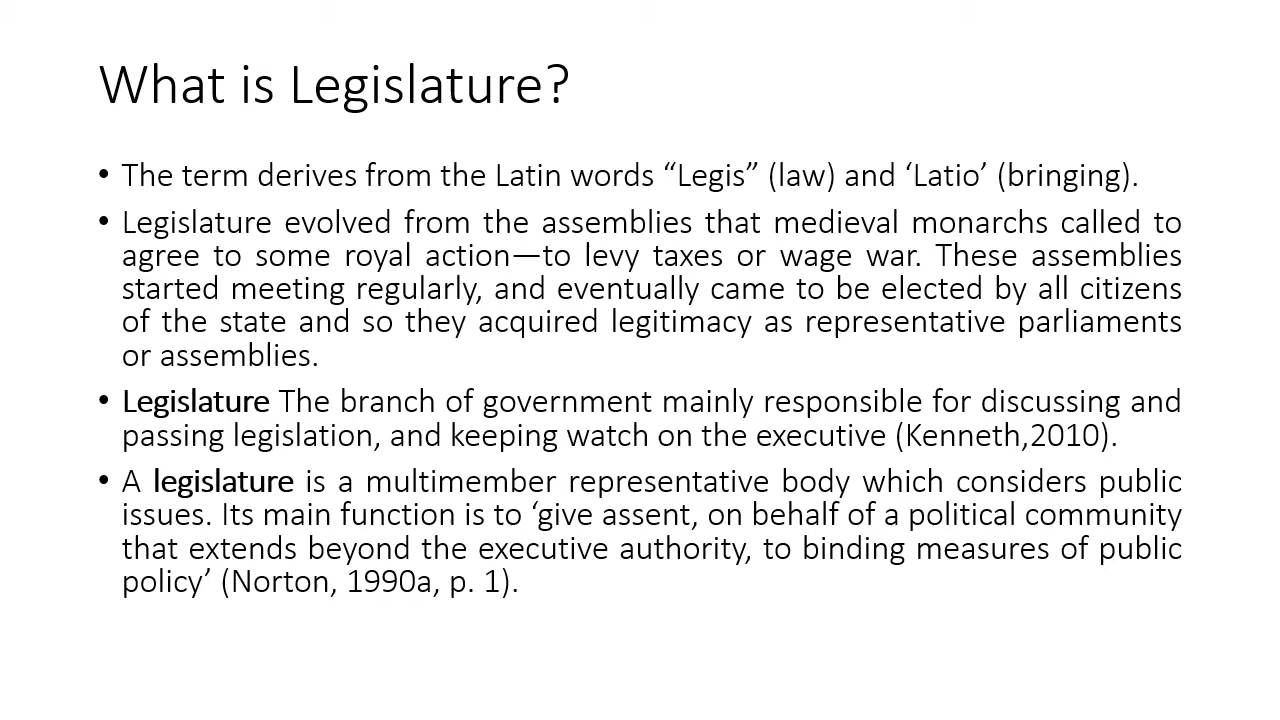 What is Legislature?
• The term derives from the Latin words “Legis” (law) and ‘Latio’ (bringing).
• Legislature evolved from the assemblies that medieval monarchs called to
agree to some royal action—to levy taxes or wage war. These assemblies
started meeting regularly, and eventually came to be elected by all citizens
of the state and so they acquired legitimacy as representative parliaments
or assemblies.
• Legislature The branch of government mainly responsible for discussing and
passing legislation, and keeping watch on the executive (Kenneth,2010).
• A legislature is a multimember representative body which considers public
issues. Its main function is to ‘give assent, on behalf of a political community
that extends beyond the executive authority, to binding measures of public
policy’ (Norton, 1990a, p. 1).